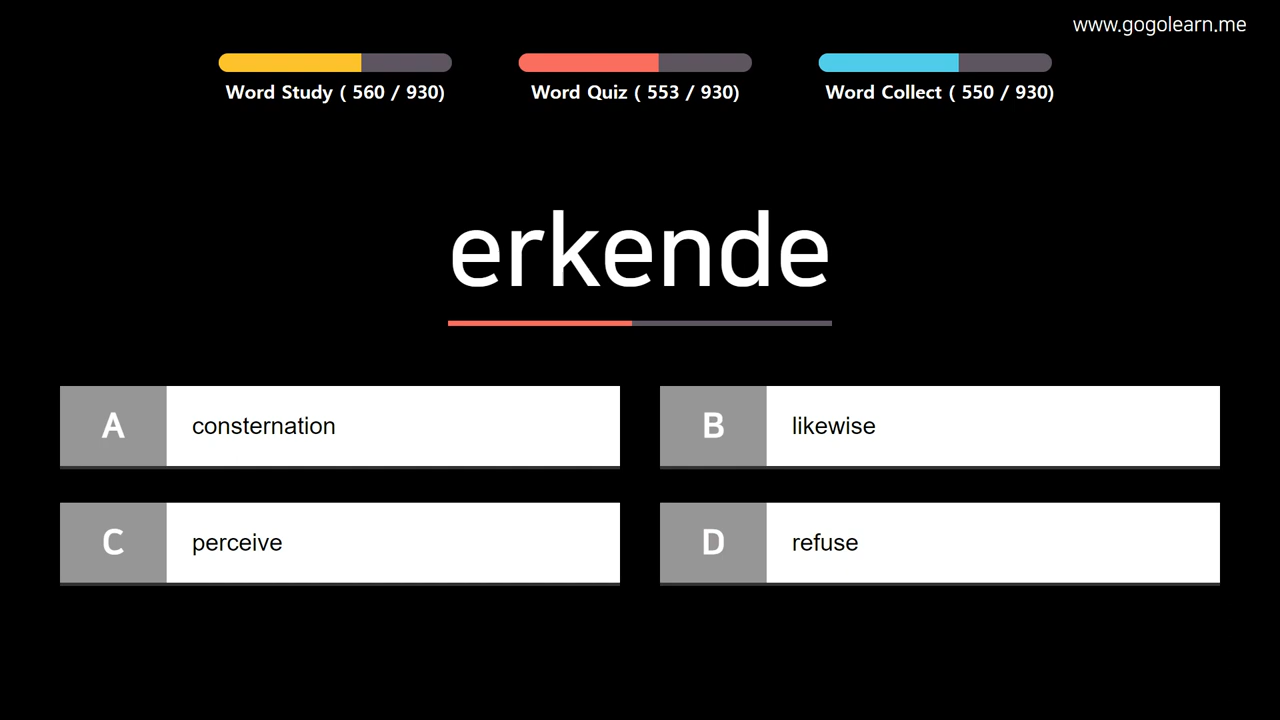 www.gogolearn.me
Word Study ( 560 / 930)
Word Quiz ( 553 / 930)
Word Collect ( 550 / 930)
erkende
A consternation
B likewise
C perceive
D refuse